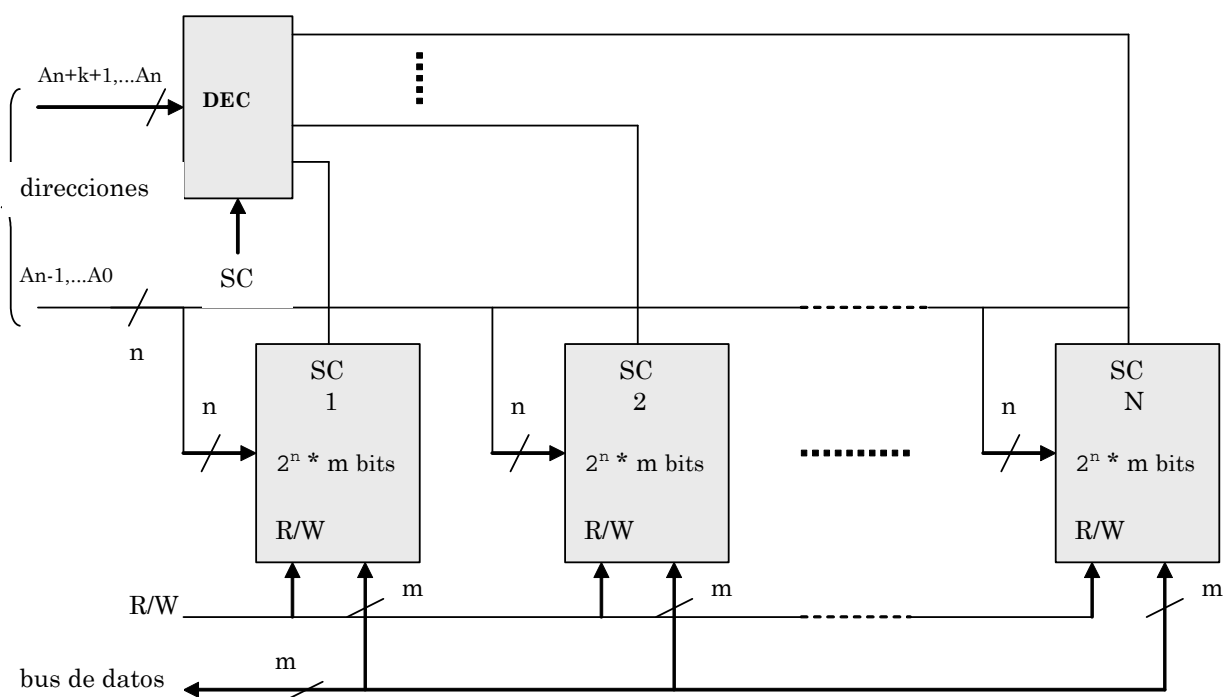 An+k+1,...An
DEC
direcciones
An-1,...A0
SC
n
n
n
n
SC
1
2ⁿ * m bits
R/W
SC
2
2ⁿ * m bits
R/W
SC
N
2ⁿ * m bits
R/W
R/W
m
m
m
bus de datos
m